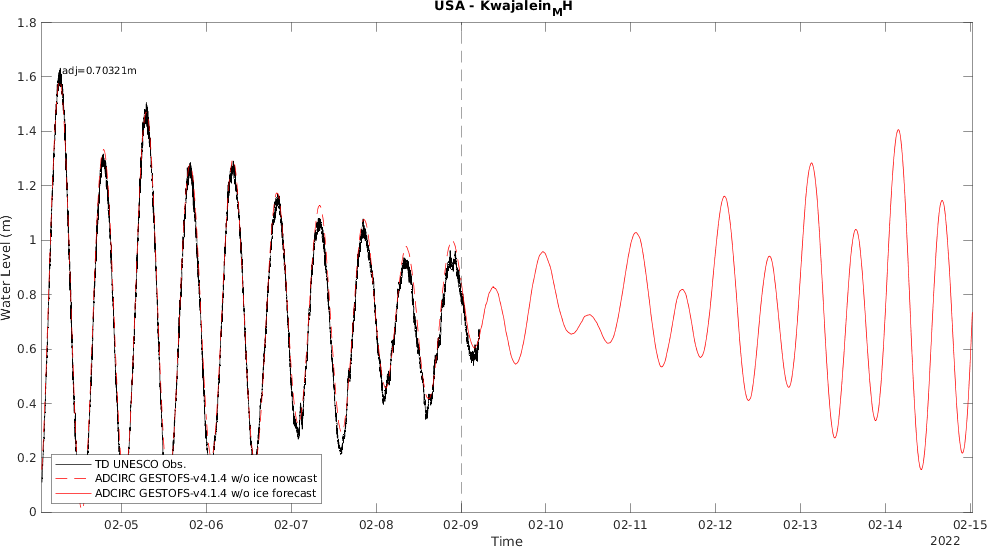 USA - Kwajalein_MH
1.8
1.6
1.4
1.2
1
0.8
0.6
0.4
0.2
0
Water Level (m)
adj=0.70321m
TD UNESCO Obs.
ADCIRC GESTOFS-v4.1.4 w/o ice nowcast
ADCIRC GESTOFS-v4.1.4 w/o ice forecast
02-05 02-06 02-07 02-08 02-09 02-10 02-11 02-12 02-13 02-14 02-15
Time
2022